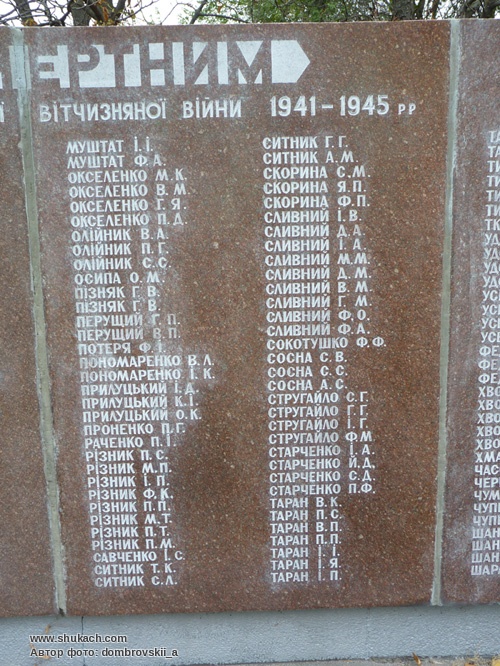 ЕРТНИМ
ВІТЧИЗНЯНОЇ ВІЙНИ 1941-1945 РР
МУШТАТ І.І.
МУШТАТ Ф.А.
ОКСЕЛЕНКО М.К.
ОКСЕЛЕНКО В.М.
ОКСЕЛЕНКО Г.Я.
ОКСЕЛЕНКО П.Д.
ОЛІЙНИК В.А.
ОЛІЙНИК П.Г.
ОЛІЙНИК С.С.
ОСИПА О.М.
ПІЗНЯК Г.В.
ПІЗНЯК Г.В.
ПЕРУЩИЙ Г.П.
ПЕРУЩИЙ В.П.
ПОТЕРЯ Ф.І.
ПОНОМАРЕНКО В.Л.
ПОНОМАРЕНКО І.К.
ПРИЛУЦЬКИЙ І.Д.
ПРИЛУЦЬКИЙ К.І.
ПРИЛУЦЬКИЙ О.К.
ПРОНЕНКО П.Г.
РАЧЕНКО П.І.
РІЗНИК П.С.
РІЗНИК М.П.
РІЗНИК І.П.
РІЗНИК Ф.К.
РІЗНИК П.П.
РІЗНИК М.Т.
РІЗНИК П.Т.
РІЗНИК П.М.
САВЧЕНКО І.С.
СИТНИК Т.К.
СИТНИК С.Л.
СИТНИК Г.Г.
СИТНИК А.М.
СКОРИНА С.М.
СКОРИНА Я.П.
СКОРИНА Ф.П.
СЛИВНИЙ І.В.
СЛИВНИЙ Д.А.
СЛИВНИЙ І.А.
СЛИВНИЙ М.М.
СЛИВНИЙ Д.М.
СЛИВНИЙ В.М.
СЛИВНИЙ Г.М.
СЛИВНИЙ Ф.О.
СЛИВНИЙ Ф.А.
СОКОТУШКО Ф.Ф.
СОСНА С.В.
СОСНА С.С.
СОСНА А.С.
СТРУГАЙЛО С.Г.
СТРУГАЙЛО Г.Г.
СТРУГАЙЛО І.Г.
СТРУГАЙЛО Ф.М
СТАРЧЕНКО І.А.
СТАРЧЕНКО Й.Д.
СТАРЧЕНКО С.Д.
СТАРЧЕНКО П.Ф.
ТАРАН В.К.
ТАРАН П.С.
ТАРАН В.П.
ТАРАН П.П.
ТАРАН І.І.
ТАРАН І.Я.
ТАРАН І.П.
www.shukach.com
Автор фото: dombrovskii_a